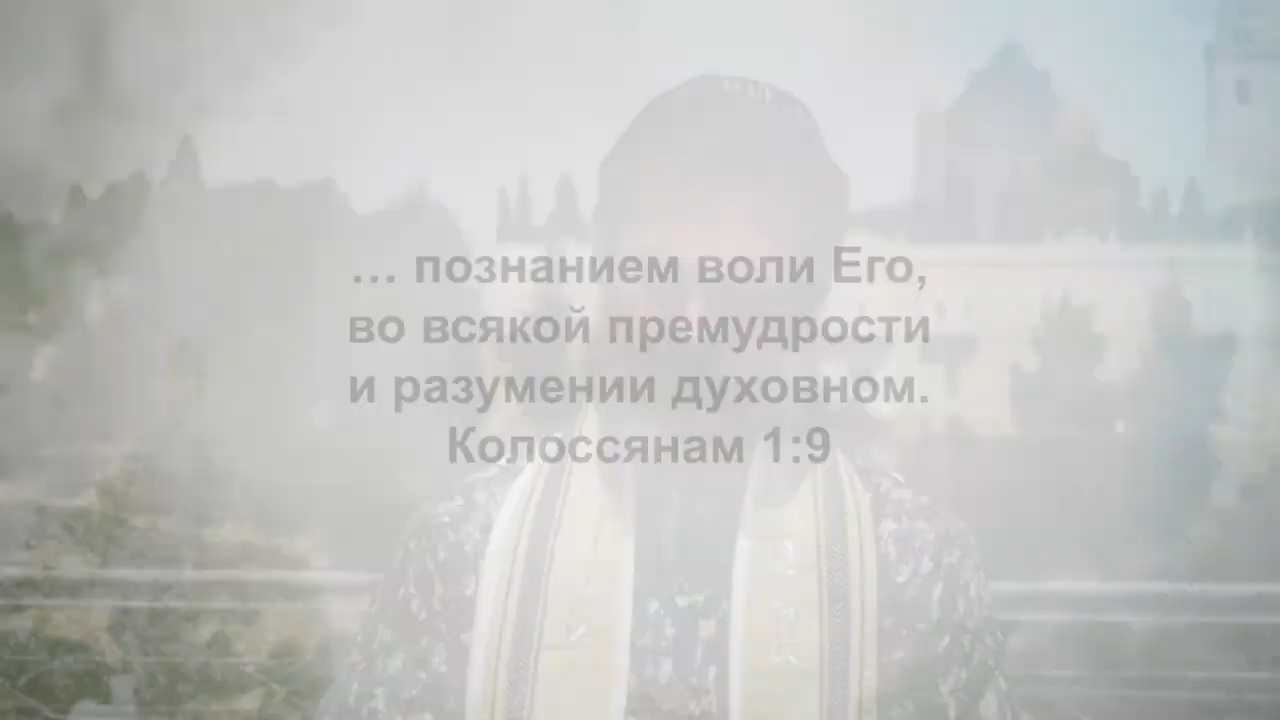 … познанием воли Его,
во всякой премудрости
и разумении духовном.
Колоссянам 1:9